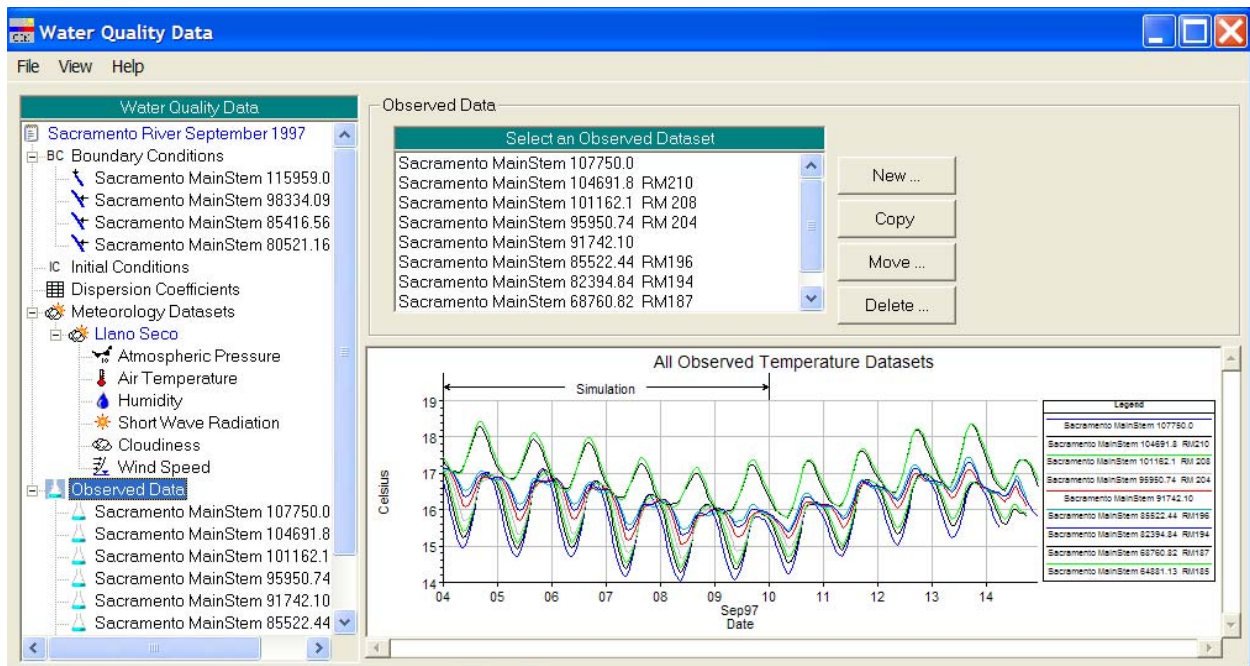 Water Quality Data
File View Help
Water Quality Data
Sacramento River September 1997
BC Boundary Conditions
Sacramento MainStem 115959.0
Sacramento MainStem 98334.09
Sacramento MainStem 85416.56
Sacramento MainStem 80521.16
IC Initial Conditions
Dispersion Coefficients
Meteorology Datasets
Llano Seco
Atmospheric Pressure
Air Temperature
Humidity
Short Wave Radiation
Cloudiness
Wind Speed
Observed Data
Sacramento MainStem 107750.0
Sacramento MainStem 104691.8
Sacramento MainStem 101162.1
Sacramento MainStem 95950.74
Sacramento MainStem 91742.10
Sacramento MainStem 85522.44
Observed Data
Select an Observed Dataset
Sacramento MainStem 107750.0
Sacramento MainStem 104691.8 RM210
Sacramento MainStem 101162.1 RM 208
Sacramento MainStem 95950.74 RM 204
Sacramento MainStem 91742.10
Sacramento MainStem 85522.44 RM196
Sacramento MainStem 82394.84 RM194
Sacramento MainStem 68760.82 RM187
New ...
Copy
Move ...
Delete ...
All Observed Temperature Datasets
Simulation
Celsius
19
18
17
16
15
14
04 05 06 07 08 09 10 11 12 13 14
Sep97
Date
Legend
Sacramento MainStem 107750.0
Sacramento MainStem 104691.8 RM210
Sacramento MainStem 101162.1 RM 208
Sacramento MainStem 95950.74 RM 204
Sacramento MainStem 91742.10
Sacramento MainStem 85522.44 RM196
Sacramento MainStem 82394.84 RM194
Sacramento MainStem 68760.82 RM187
Sacramento MainStem 64881.13 RM185